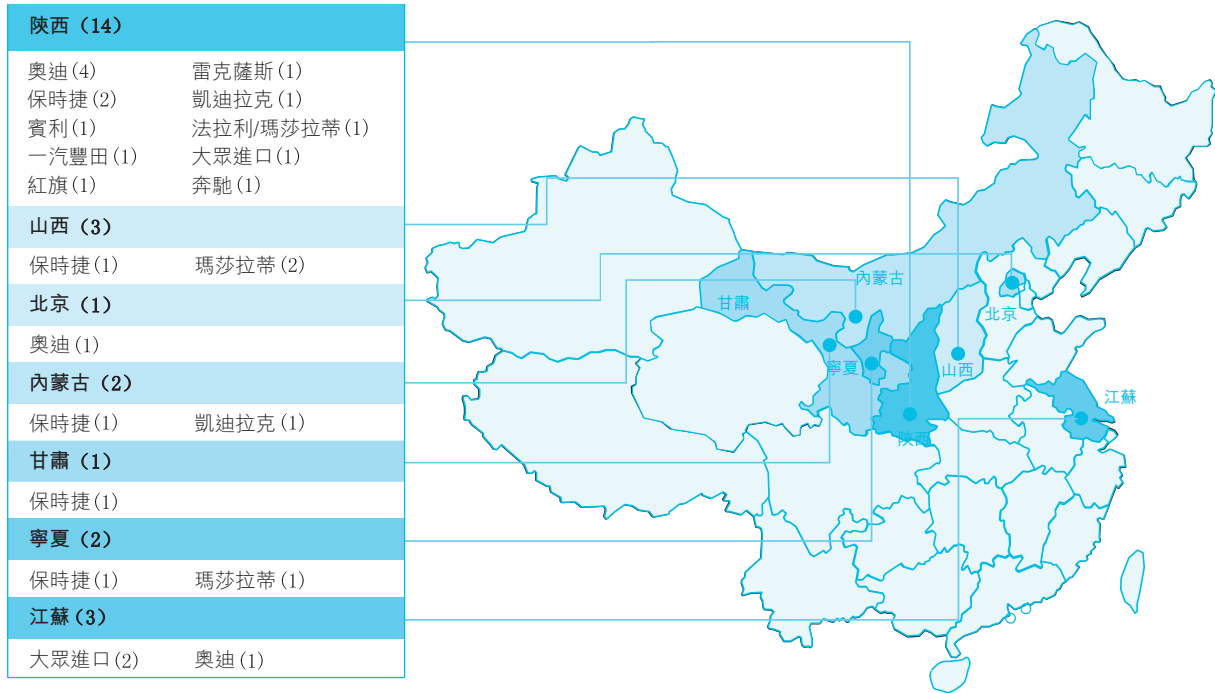 陝西（14）
奧迪(4) 雷克薩斯(1)
保時捷(2) 凱迪拉克(1)
賓利(1) 法拉利/瑪莎拉蒂(1)
一汽豐田(1) 大眾進口(1)
紅旗(1) 奔馳(1)
山西（3）
保時捷(1) 瑪莎拉蒂(2)
北京（1）
奧迪(1)
內蒙古（2）
保時捷(1) 凱迪拉克(1)
甘肅（1）
保時捷(1)
寧夏（2）
保時捷(1) 瑪莎拉蒂(1)
江蘇（3）
大眾進口(2) 奧迪(1)
內蒙古
甘肅
北京
寧夏
山西
江蘇
陝西